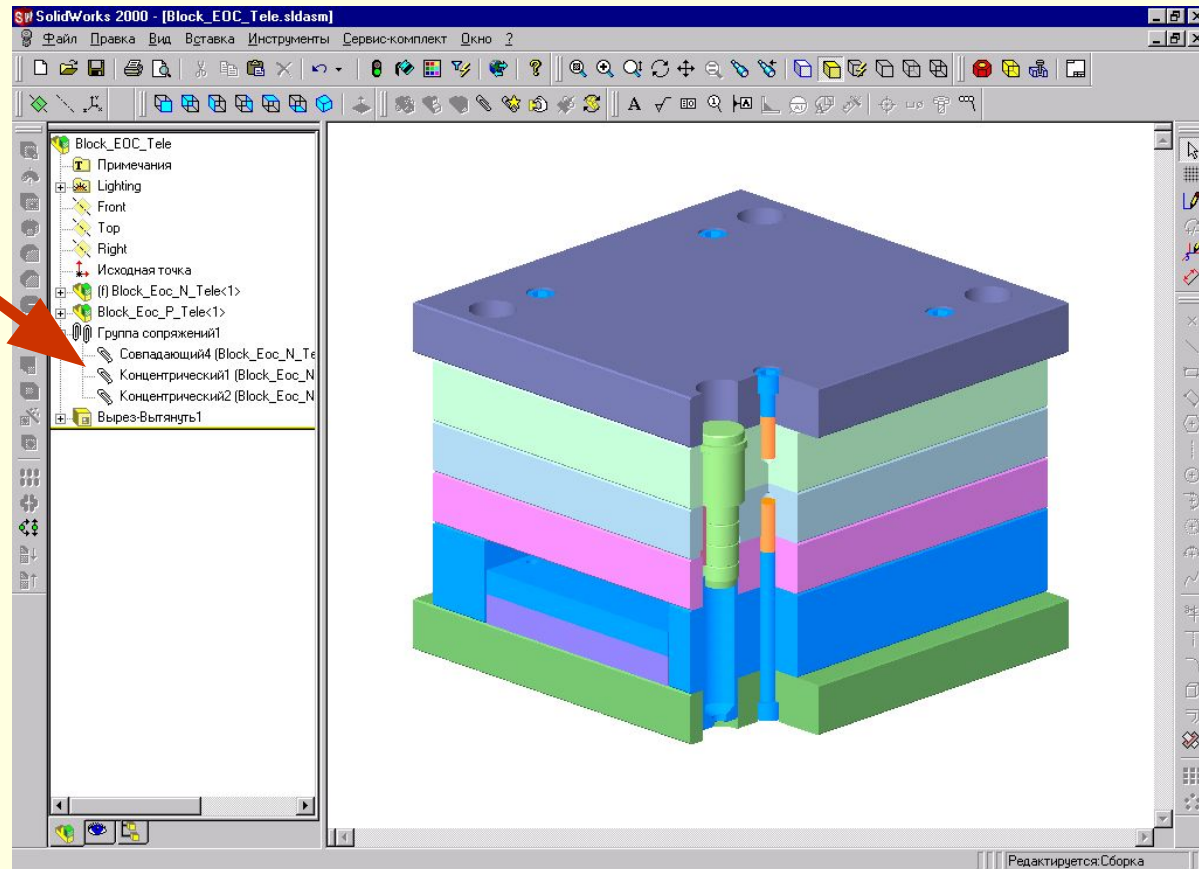 SolidWorks 2000 - [Block_EOC_Tele.sldasm]
Файл Правка Вид Вставка Инструменты Сервис-комплект Окно ?
Block_EOC_Tele
Примечания
Lighting
Front
Top
Right
Исходная точка
(f) Block_Eoc_N_Tele<1>
Block_Eoc_P_Tele<1>
Группа сопряжений1
Совпадающий4 (Block_Eoc_N_Te
Концентрический1 (Block_Eoc_N
Концентрический2 (Block_Eoc_N
Вырез-Вытянуть1
Редактируется:Сборка